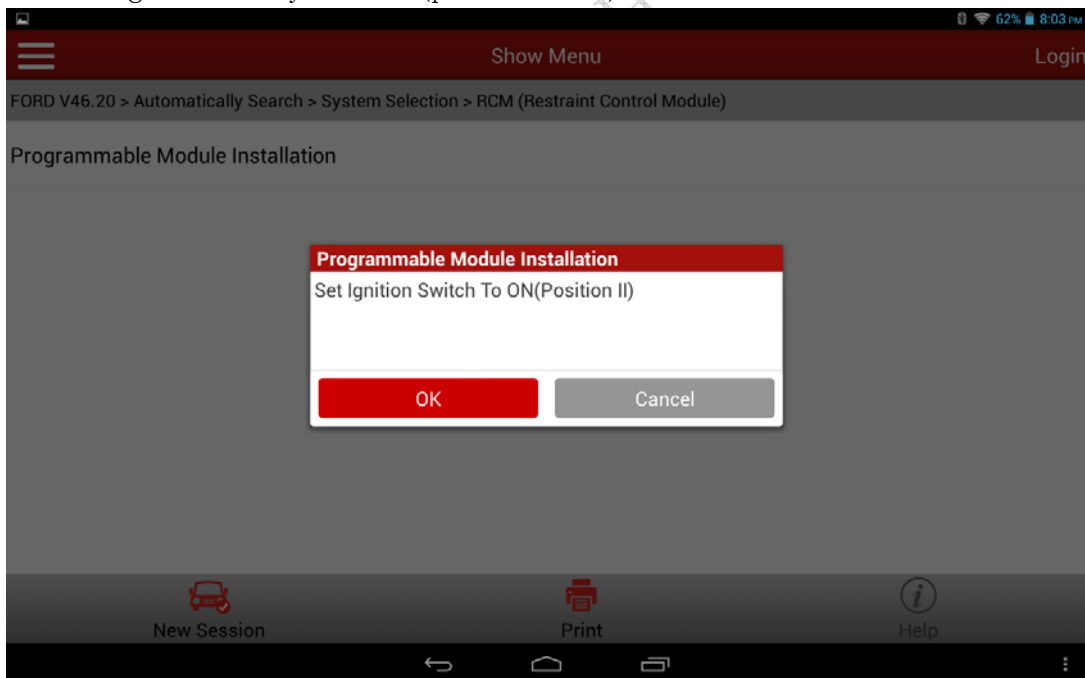 62% 8:03 PM
Show Menu
Login
FORD V46.20 > Automatically Search > System Selection > RCM (Restraint Control Module)
Programmable Module Installation
Programmable Module Installation
Set Ignition Switch To ON(Position II)
OK
Cancel
New Session
Print
Help